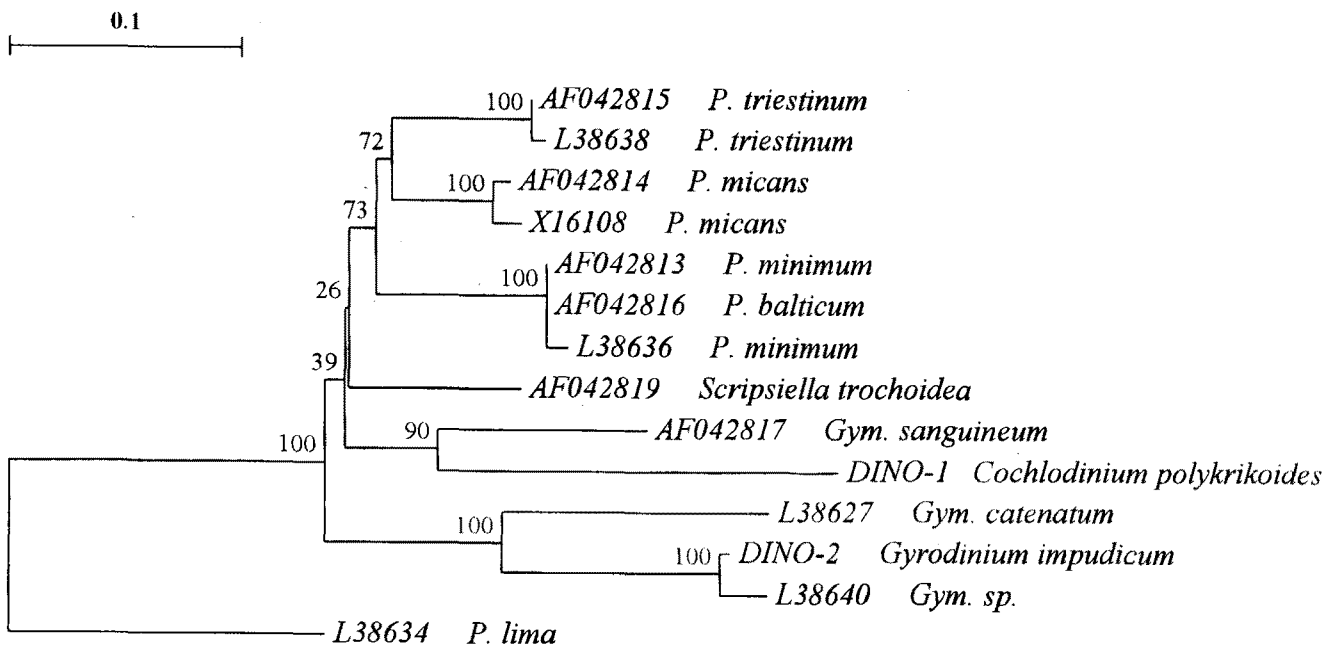 0.1
100 AF042815 P. triestinum
L38638 P. triestinum
72
100 AF042814 P. micans
73 X16108 P. micans
AF042813 P. minimum
100
26 AF042816 P. balticum
L38636 P. minimum
39
AF042819 Scripsiella trochoidea
90 AF042817 Gym. sanguineum
100
DINO-1 Cochlodinium polykrikoides
L38627 Gym. catenatum
100
100 DINO-2 Gyrodinium impudicum
L38640 Gym. sp.
L38634 P. lima